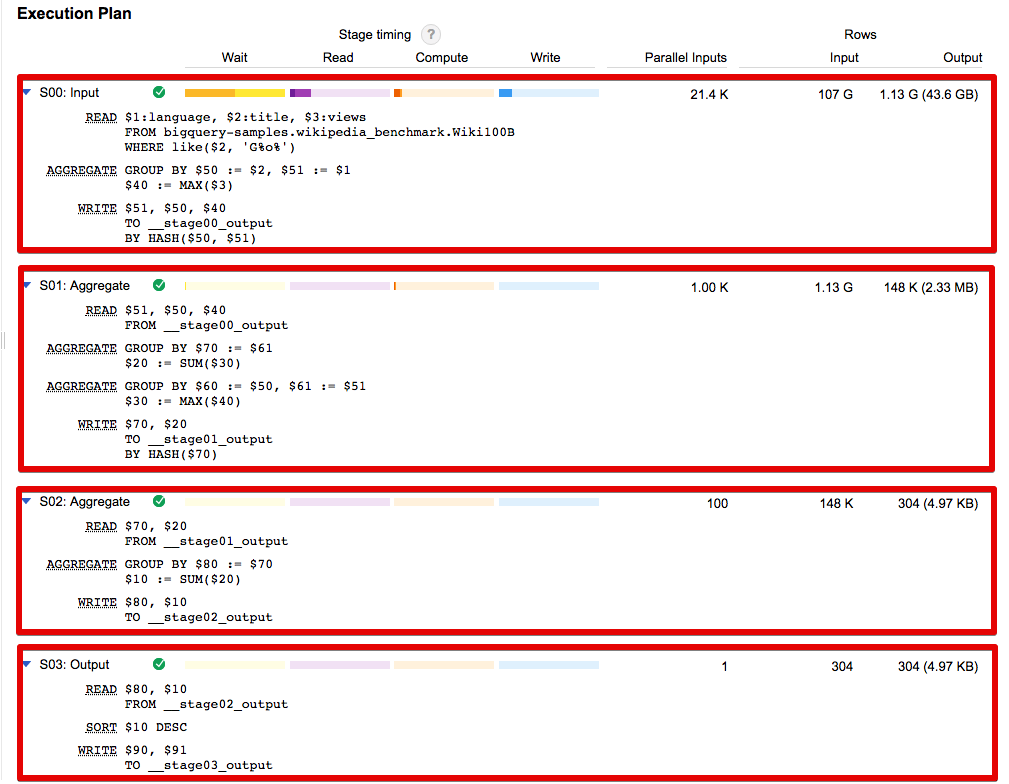 Execution Plan
Stage timing ? Rows
Wait Read Compute Write Parallel Inputs Input Output
S00: Input 21.4 K 107 G 1.13 G (43.6 GB)
READ $1:language, $2:title, $3:views
FROM bigquery-samples.wikipedia_benchmark.Wiki100B
WHERE like($2, 'G%o%')
AGGREGATE GROUP BY $50 := $2, $51 := $1
$40 := MAX($3)
WRITE $51, $50, $40
TO __stage00_output
BY HASH($50, $51)
S01: Aggregate 1.00 K 1.13 G 148 K (2.33 MB)
READ $51, $50, $40
FROM __stage00_output
AGGREGATE GROUP BY $70 := $61
$20 := SUM($30)
AGGREGATE GROUP BY $60 := $50, $61 := $51
$30 := MAX($40)
WRITE $70, $20
TO __stage01_output
BY HASH($70)
S02: Aggregate 100 148 K 304 (4.97 KB)
READ $70, $20
FROM __stage01_output
AGGREGATE GROUP BY $80 := $70
$10 := SUM($20)
WRITE $80, $10
TO __stage02_output
S03: Output 1 304 304 (4.97 KB)
READ $80, $10
FROM __stage02_output
SORT $10 DESC
WRITE $90, $91
TO __stage03_output